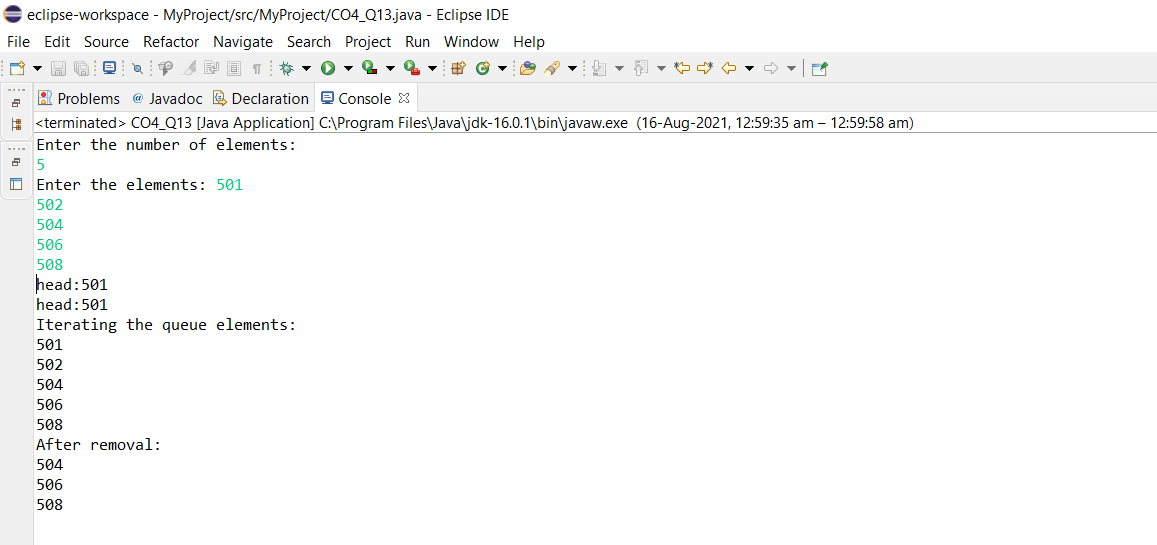 eclipse-workspace - MyProject/src/MyProject/CO4_Q13.java - Eclipse IDE
File Edit Source Refactor Navigate Search Project Run Window Help
Problems @ Javadoc Declaration Console
<terminated> CO4_Q13 [Java Application] C:\Program Files\Java\jdk-16.0.1\bin\javaw.exe (16-Aug-2021, 12:59:35 am – 12:59:58 am)
Enter the number of elements:
5
Enter the elements: 501
502
504
506
508
head:501
head:501
Iterating the queue elements:
501
502
504
506
508
After removal:
504
506
508